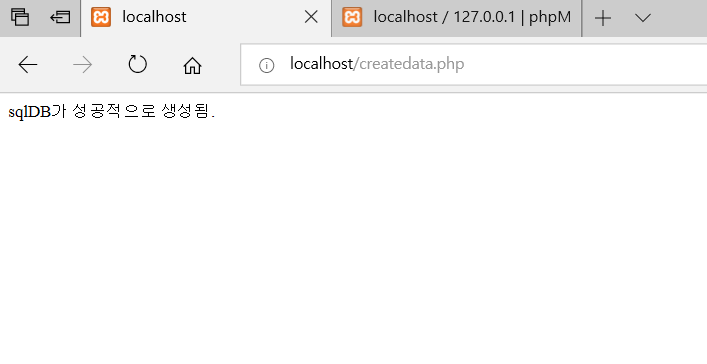 localhost
localhost / 127.0.0.1 | phpM
localhost/createdata.php
sqlDB가 성공적으로 생성됨.